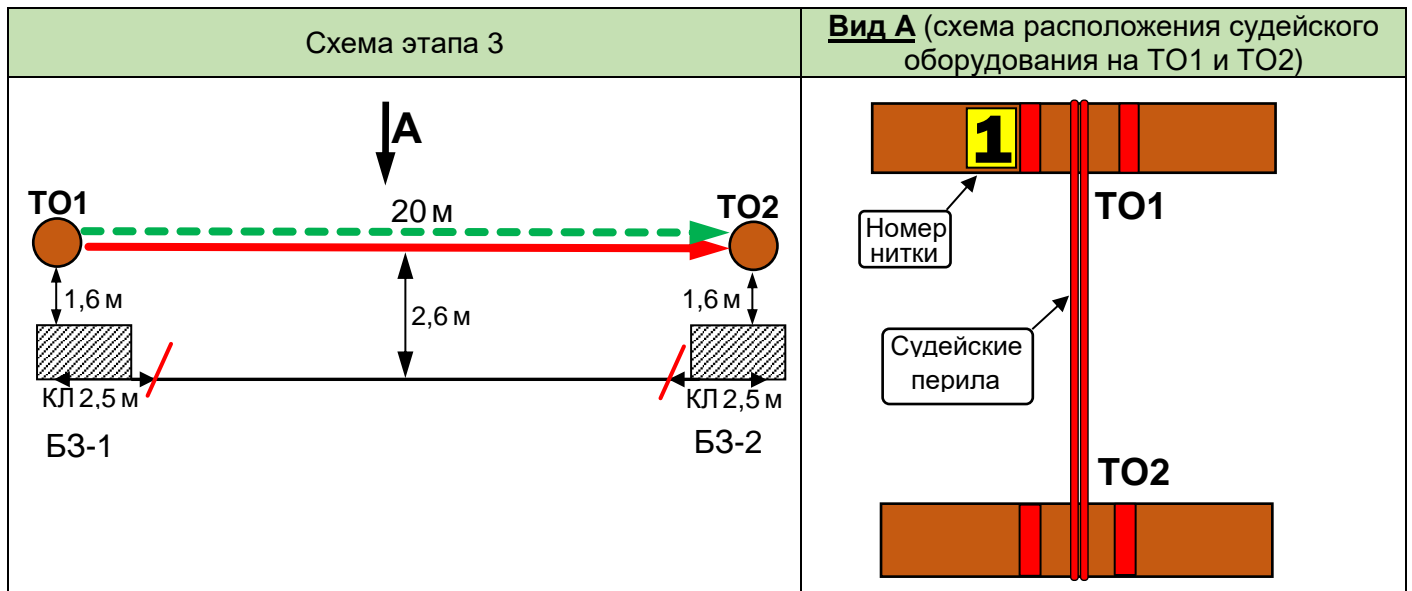 Схема этапа 3
Вид А (схема расположения судейского
оборудования на ТО1 и ТО2)
А
ТО1
20 м
ТО2
1,6 м
2,6 м
1,6 м
КЛ 2,5 м
КЛ 2,5 м
БЗ-1
БЗ-2
1
ТО1
Номер
нитки
Судейские
перила
ТО2